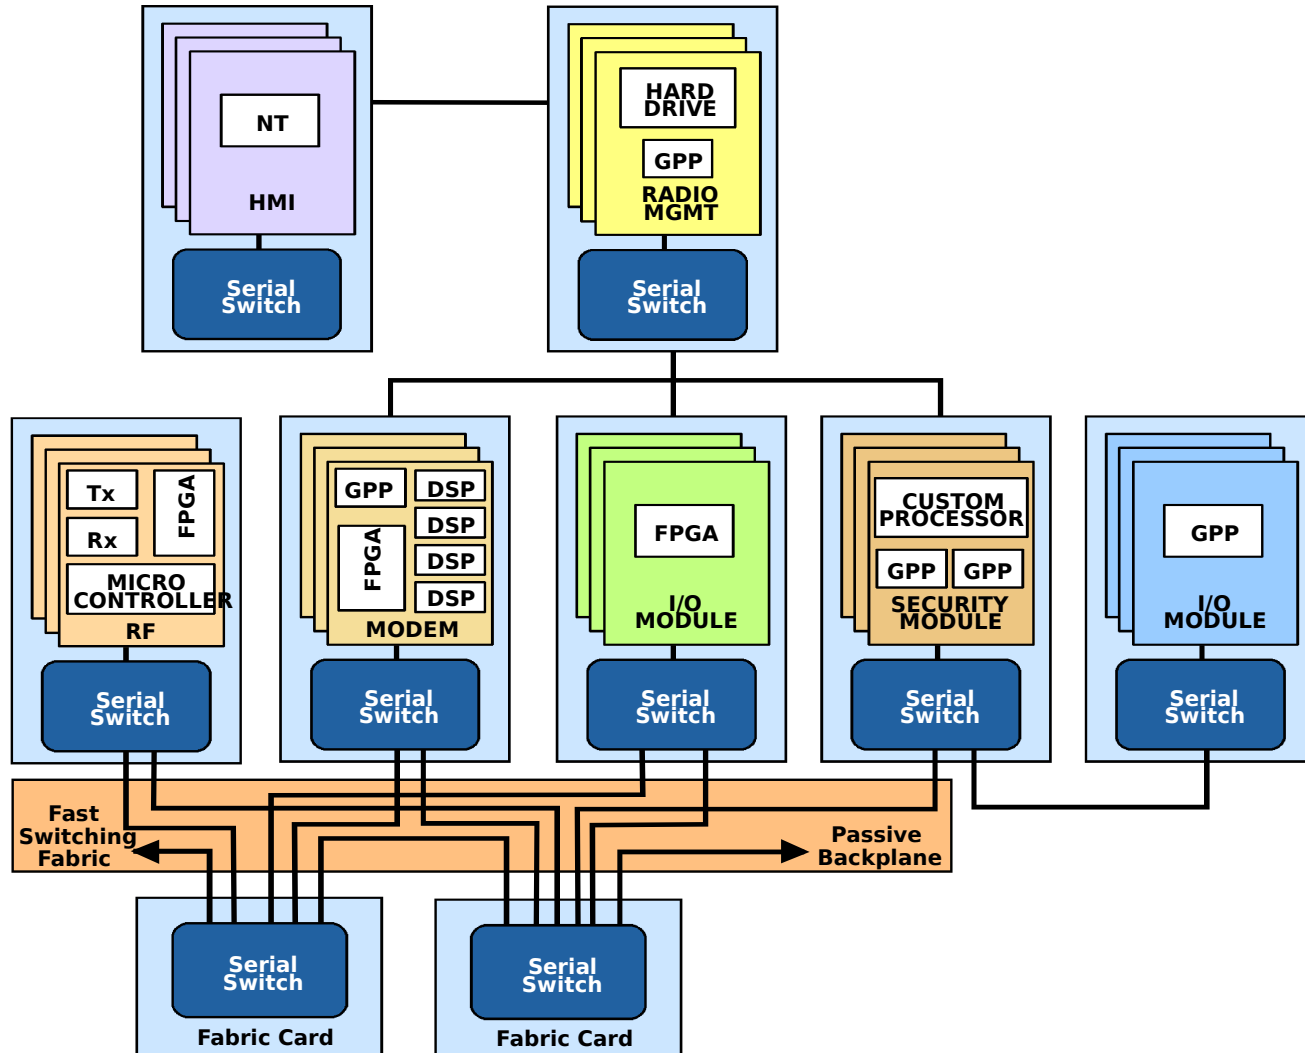 NT
HMI
Serial
Switch
HARD
DRIVE
GPP
RADIO
MGMT
Serial
Switch
Tx
Rx
FPGA
MICRO
CONTROLLER
RF
Serial
Switch
GPP
FPGA
DSP
DSP
DSP
DSP
MODEM
Serial
Switch
FPGA
I/O
MODULE
Serial
Switch
CUSTOM
PROCESSOR
GPP
GPP
SECURITY
MODULE
Serial
Switch
GPP
I/O
MODULE
Serial
Switch
Fast
Switching
Fabric
Passive
Backplane
Serial
Switch
Fabric Card
Serial
Switch
Fabric Card